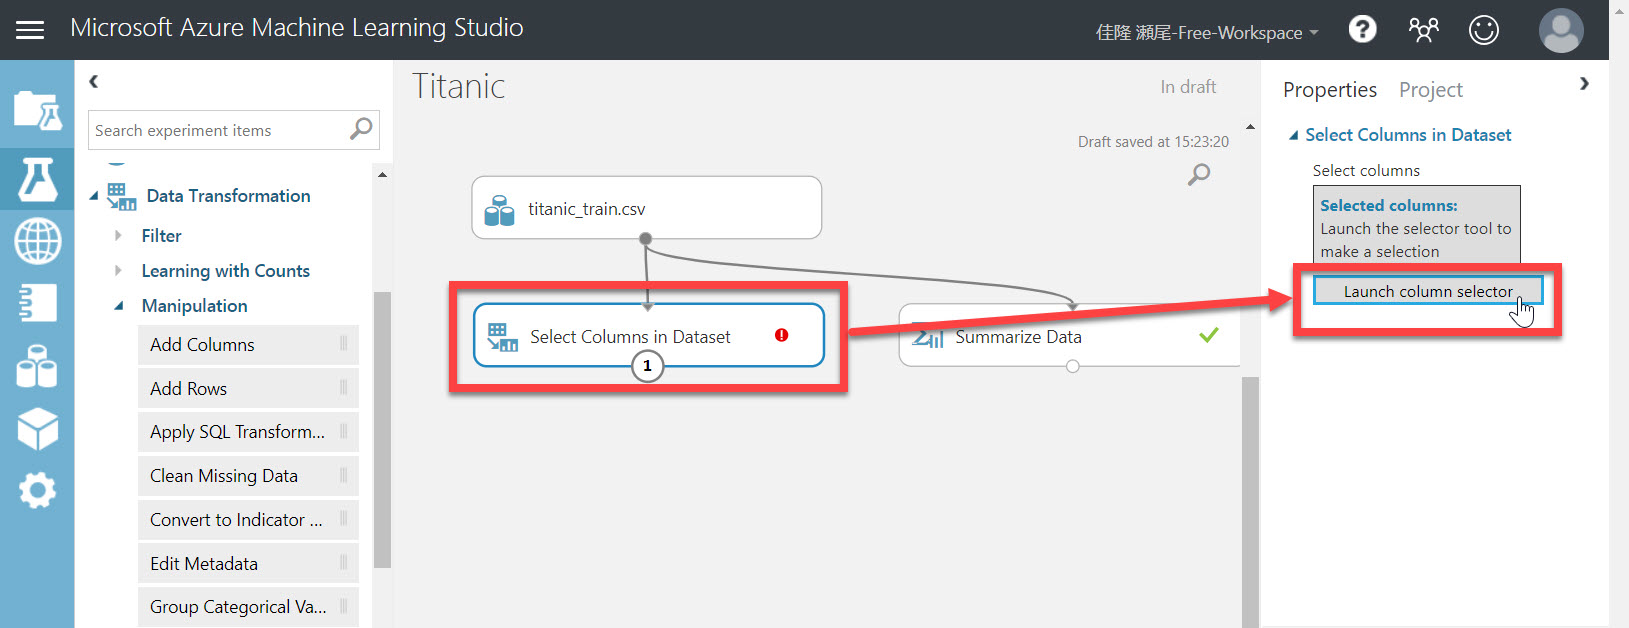 Microsoft Azure Machine Learning Studio
佳隆 瀬尾-Free-Workspace
?
Search experiment items
Data Transformation
Filter
Learning with Counts
Manipulation
Add Columns
Add Rows
Apply SQL Transform...
Clean Missing Data
Convert to Indicator ...
Edit Metadata
Group Categorical Va...
Titanic
In draft
Draft saved at 15:23:20
titanic_train.csv
Select Columns in Dataset
!
1
Summarize Data
Properties
Project
Select Columns in Dataset
Select columns
Selected columns:
Launch the selector tool to
make a selection
Launch column selector